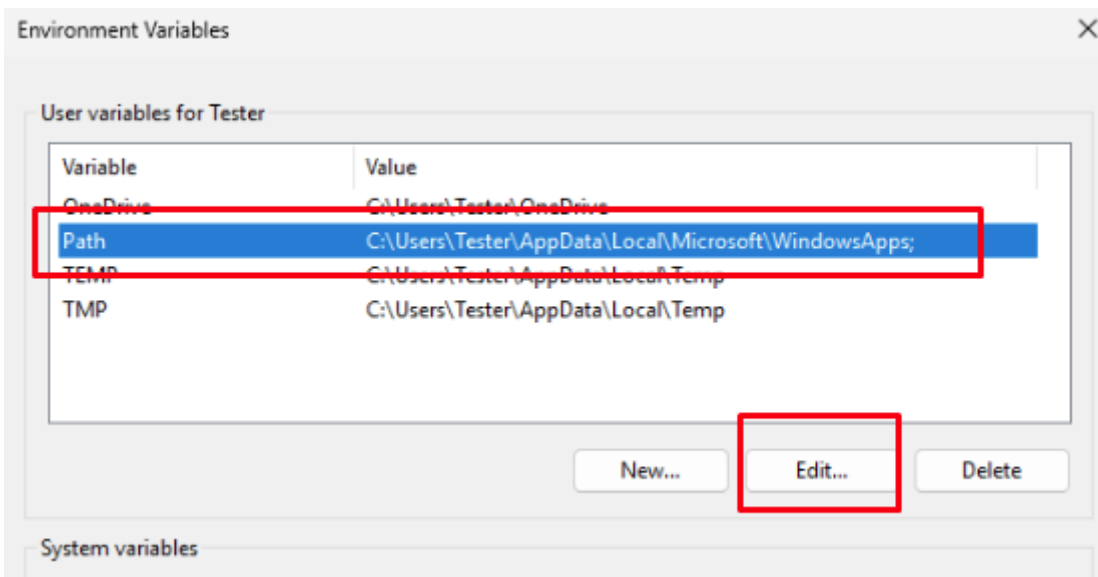 Environment Variables
User variables for Tester
Variable Value
OneDrive C:\Users\Tester\OneDrive
Path C:\Users\Tester\AppData\Local\Microsoft\WindowsApps;
TEMP C:\Users\Tester\AppData\Local\Temp
TMP C:\Users\Tester\AppData\Local\Temp
New... Edit... Delete
System variables